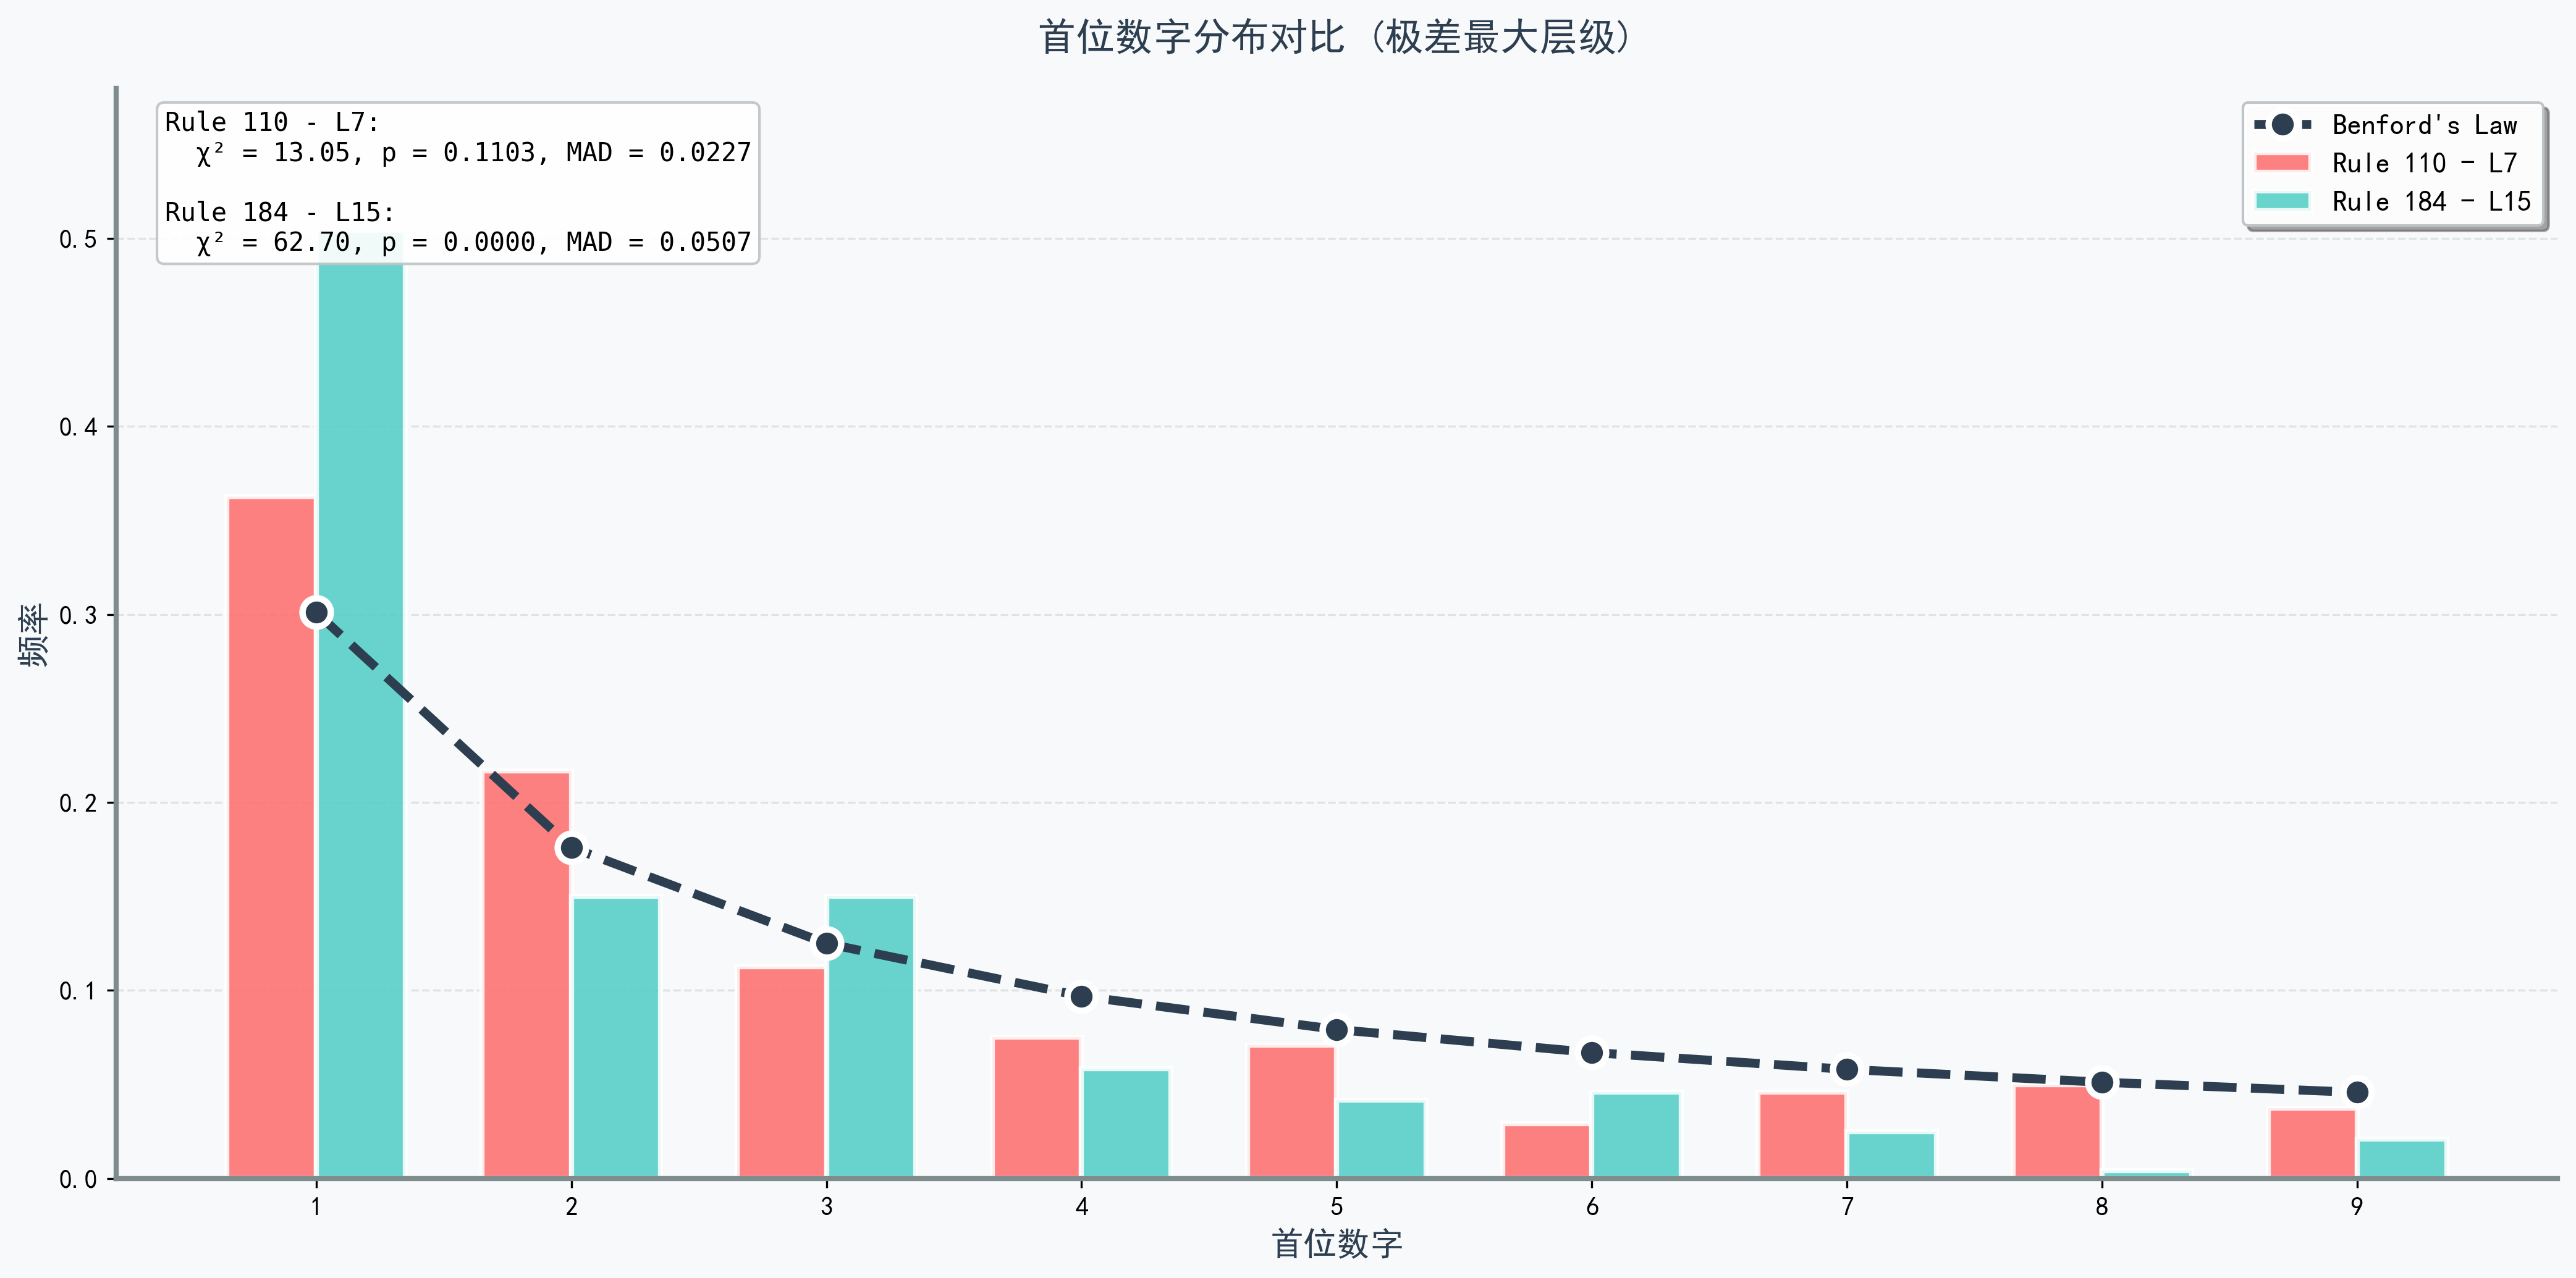 首位数字分布对比 (极差最大层级)
Rule 110 - L7:
χ² = 13.05, p = 0.1103, MAD = 0.0227
Rule 184 - L15:
χ² = 62.70, p = 0.0000, MAD = 0.0507
Benford's Law
Rule 110 - L7
Rule 184 - L15
频率
0.5
0.4
0.3
0.2
0.1
0.0
1 2 3 4 5 6 7 8 9
首位数字